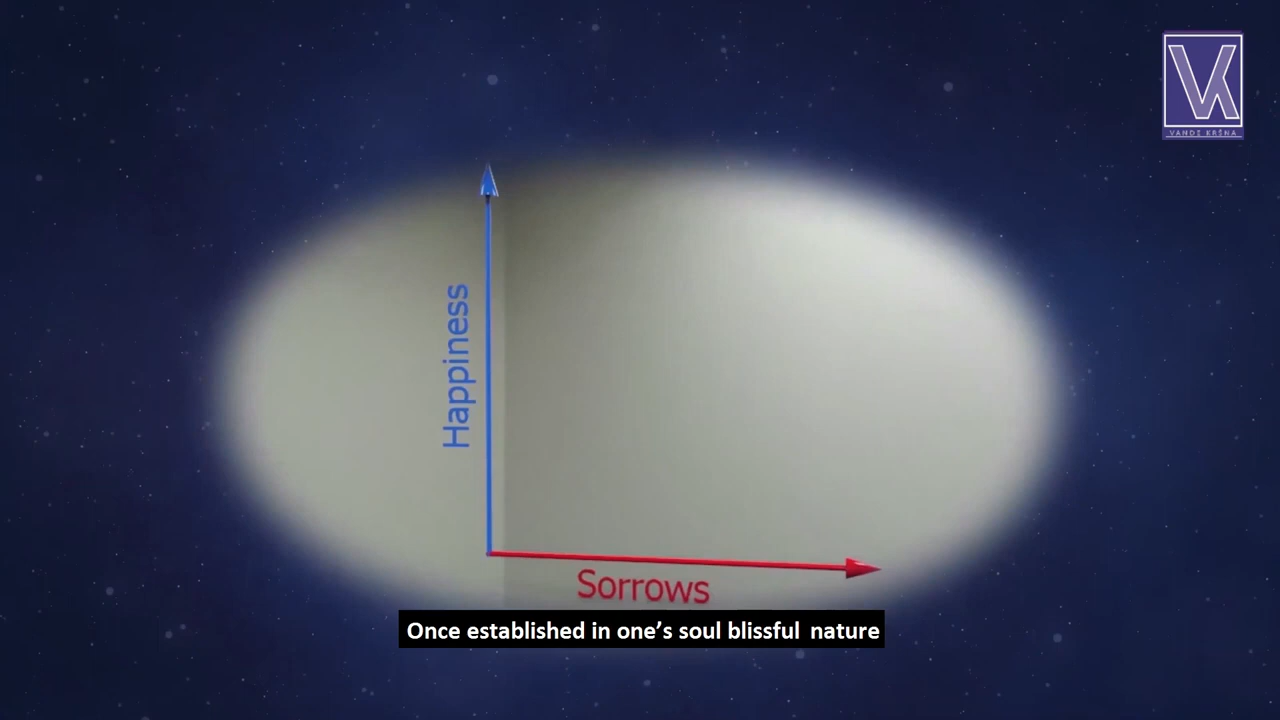 VANDE KRSNA
Happiness
Sorrows
Once established in one’s soul blissful nature